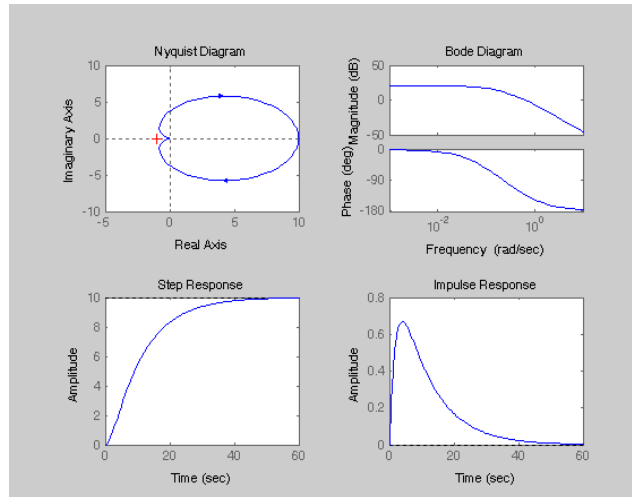 Nyquist Diagram
10
5
0
-5
-10
-5 0 5 10
Imaginary Axis
Real Axis
Bode Diagram
50
0
-50
Magnitude (dB)
0
-90
-180
Phase (deg)
10^-2 10^0
Frequency (rad/sec)
Step Response
10
8
6
4
2
0
0 20 40 60
Amplitude
Time (sec)
Impulse Response
0.8
0.6
0.4
0.2
0
0 20 40 60
Amplitude
Time (sec)